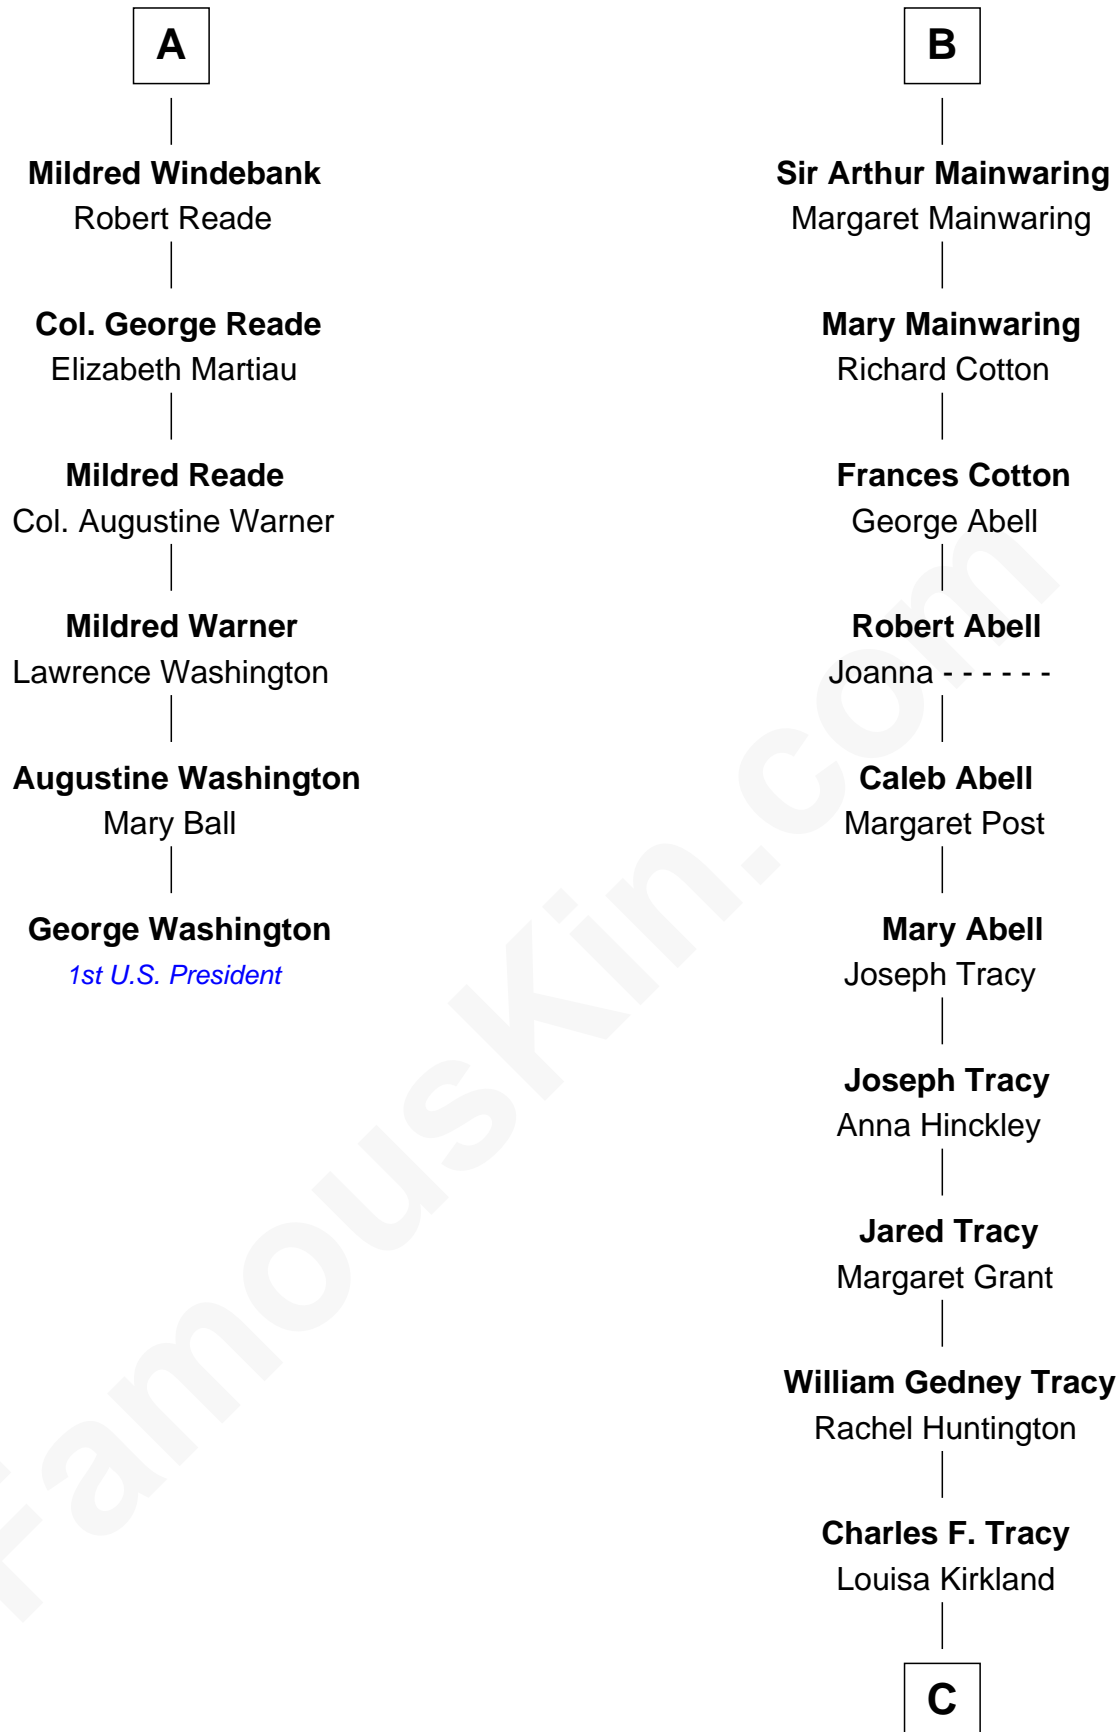 A
Mildred Windebank
Robert Reade
Col. George Reade
Elizabeth Martiau
Mildred Reade
Col. Augustine Warner
Mildred Warner
Lawrence Washington
Augustine Washington
Mary Ball
George Washington
1st U.S. President
B
Sir Arthur Mainwaring
Margaret Mainwaring
Mary Mainwaring
Richard Cotton
Frances Cotton
George Abell
Robert Abell
Joanna - - - - - -
Caleb Abell
Margaret Post
Mary Abell
Joseph Tracy
Joseph Tracy
Anna Hinckley
Jared Tracy
Margaret Grant
William Gedney Tracy
Rachel Huntington
Charles F. Tracy
Louisa Kirkland
C
FamousKin.com